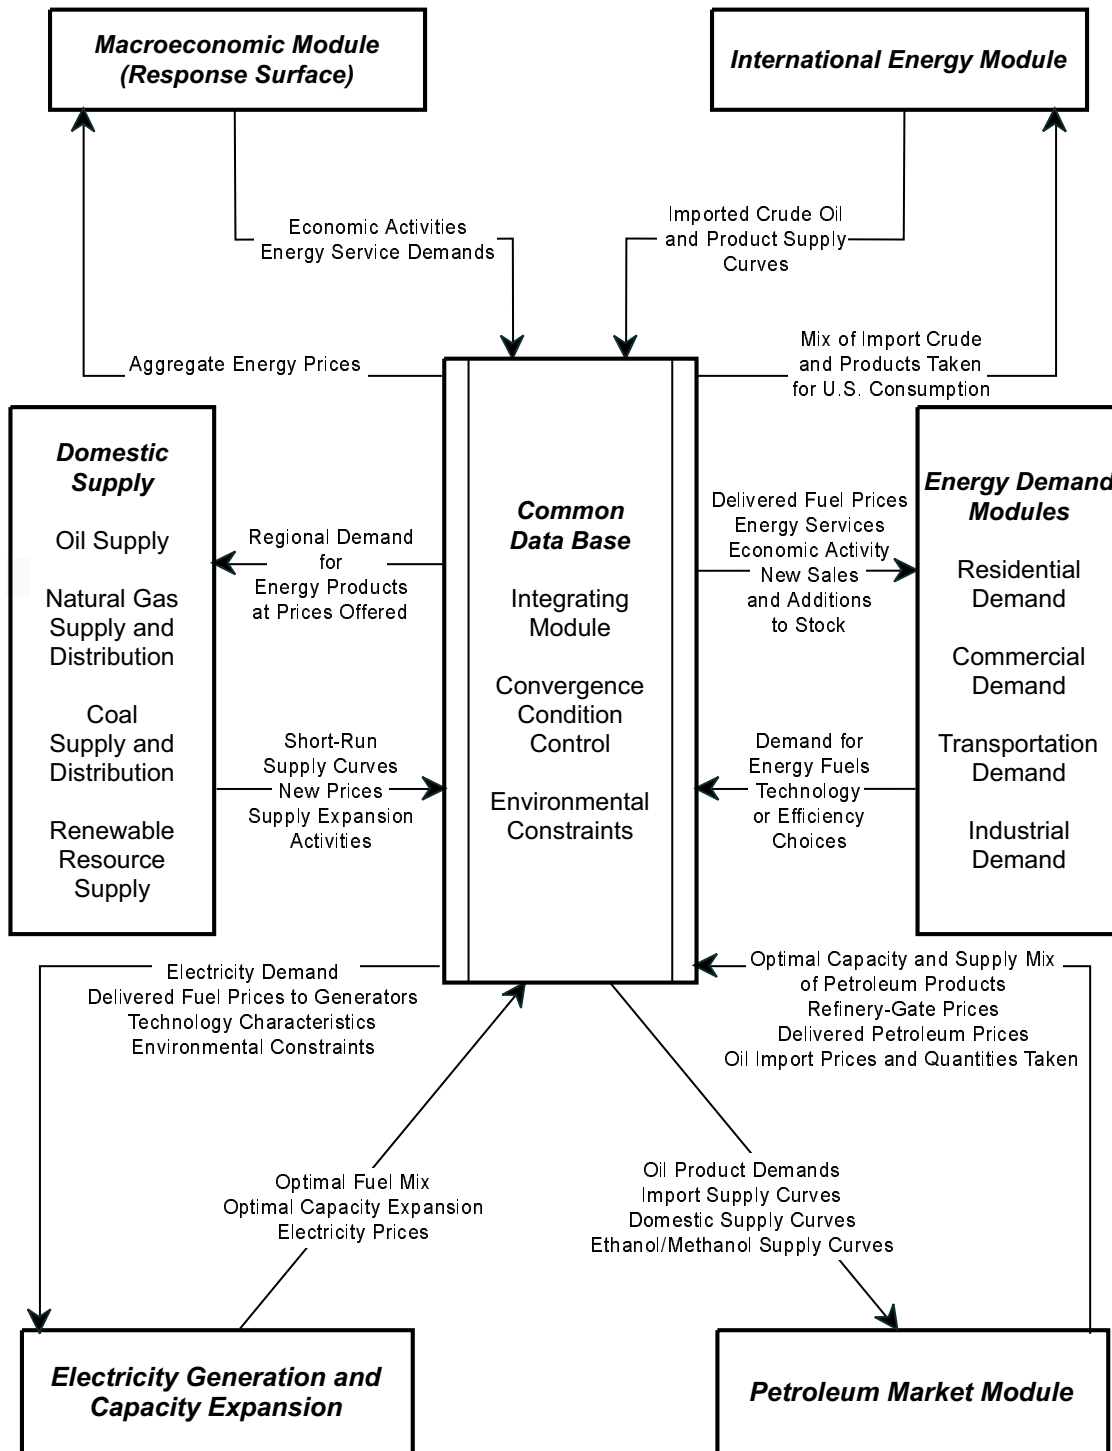 Macroeconomic Module
(Response Surface)
International Energy Module
Economic Activities
Energy Service Demands
Imported Crude Oil
and Product Supply
Curves
Aggregate Energy Prices
Mix of Import Crude
and Products Taken
for U.S. Consumption
Domestic
Supply
Oil Supply
Natural Gas
Supply and
Distribution
Coal
Supply and
Distribution
Renewable
Resource
Supply
Regional Demand
for
Energy Products
at Prices Offered
Short-Run
Supply Curves
New Prices
Supply Expansion
Activities
Common
Data Base
Integrating
Module
Convergence
Condition
Control
Environmental
Constraints
Delivered Fuel Prices
Energy Services
Economic Activity
New Sales
and Additions
to Stock
Demand for
Energy Fuels
Technology
or Efficiency
Choices
Energy Demand
Modules
Residential
Demand
Commercial
Demand
Transportation
Demand
Industrial
Demand
Electricity Demand
Delivered Fuel Prices to Generators
Technology Characteristics
Environmental Constraints
Optimal Capacity and Supply Mix
of Petroleum Products
Refinery-Gate Prices
Delivered Petroleum Prices
Oil Import Prices and Quantities Taken
Optimal Fuel Mix
Optimal Capacity Expansion
Electricity Prices
Oil Product Demands
Import Supply Curves
Domestic Supply Curves
Ethanol/Methanol Supply Curves
Electricity Generation and
Capacity Expansion
Petroleum Market Module